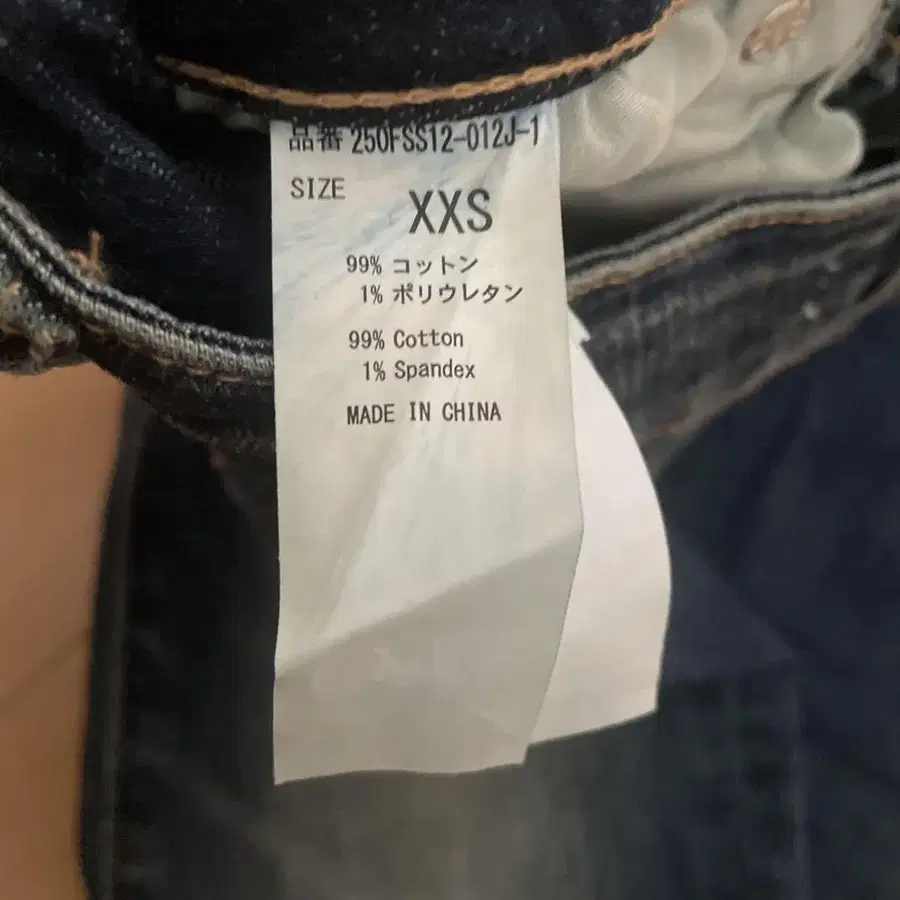 品番 250FSS12-012J-1
SIZE
XXS
99% コットン
1% ポリウレタン
99% Cotton
1% Spandex
MADE IN CHINA